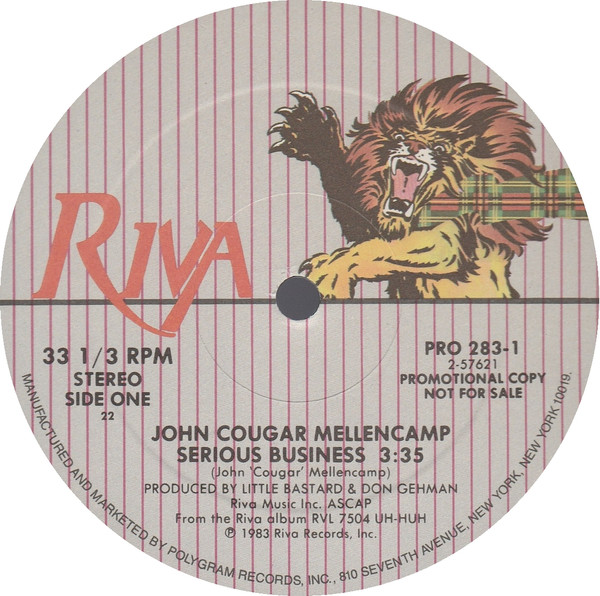 RIVA
33 1/3 RPM
STEREO
SIDE ONE
22
PRO 283-1
2-57621
PROMOTIONAL COPY
NOT FOR SALE
JOHN COUGAR MELLENCAMP
SERIOUS BUSINESS 3:35
(John 'Cougar' Mellencamp)
PRODUCED BY LITTLE BASTARD & DON GEHMAN
Riva Music Inc. ASCAP
From the Riva album RVL 7504 UH-HUH
℗ 1983 Riva Records, Inc.
MANUFACTURED AND MARKETED BY POLYGRAM RECORDS, INC., 810 SEVENTH AVENUE, NEW YORK, NEW YORK 10019.